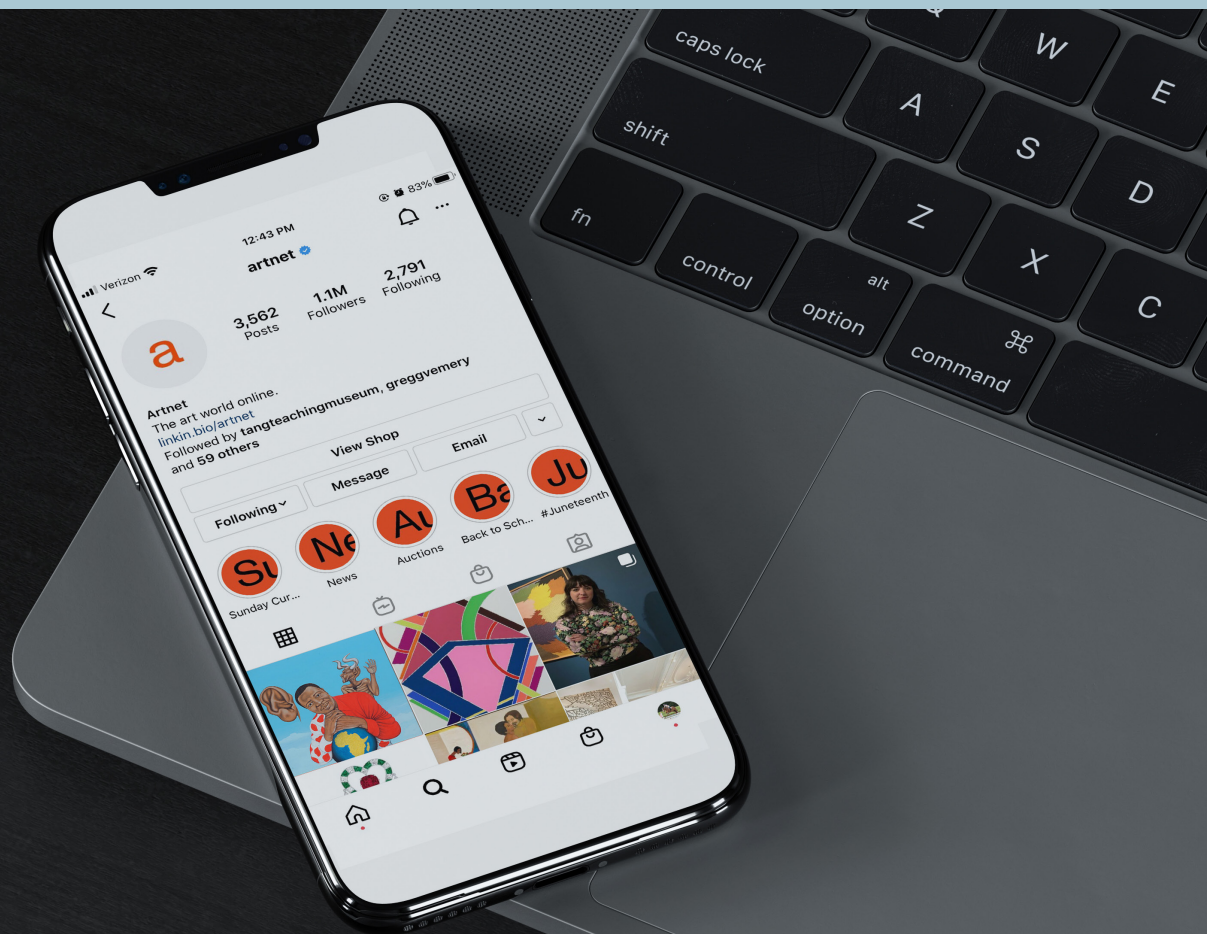 Verizon
12:43 PM
83%
artnet
a
3,562
Posts
1.1M
Followers
2,791
Following
Artnet
The art world online.
linkin.bio/artnet
Followed by tangteachingmuseum, greggvemery
and 59 others
View Shop
Following
Message
Email
Su
Ne
Au
Ba
Ju
Sunday Cur...
News
Auctions
Back to Sch...
#Juneteenth
caps lock
W
E
shift
A
S
D
fn
Z
X
C
control
alt
option
⌘
command